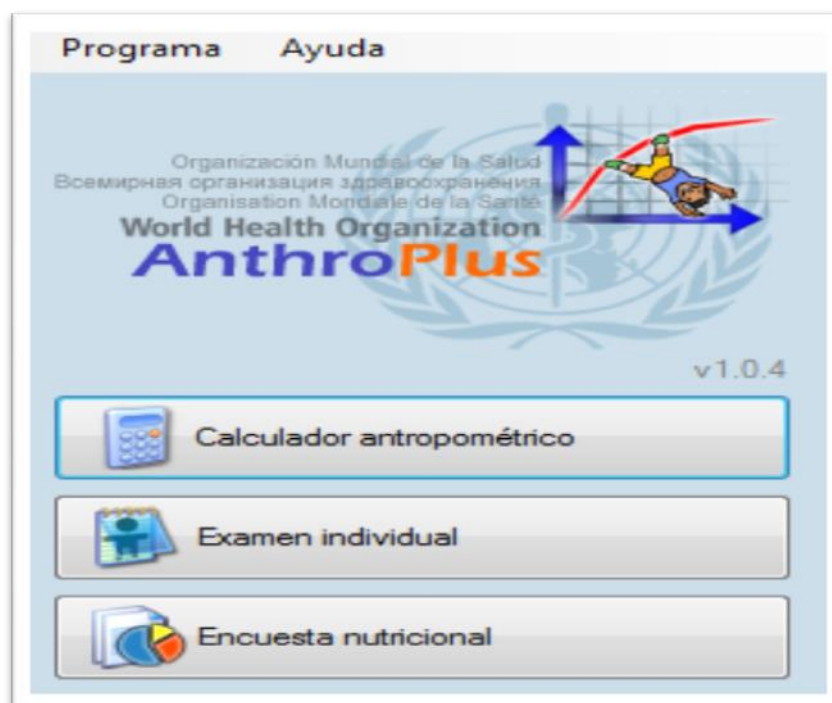 Programa Ayuda
Organización Mundial de la Salud
Всемирная организация здравоохранения
Organisation Mondiale de la Santé
World Health Organization
AnthroPlus
v1.0.4
Calculador antropométrico
Examen individual
Encuesta nutricional